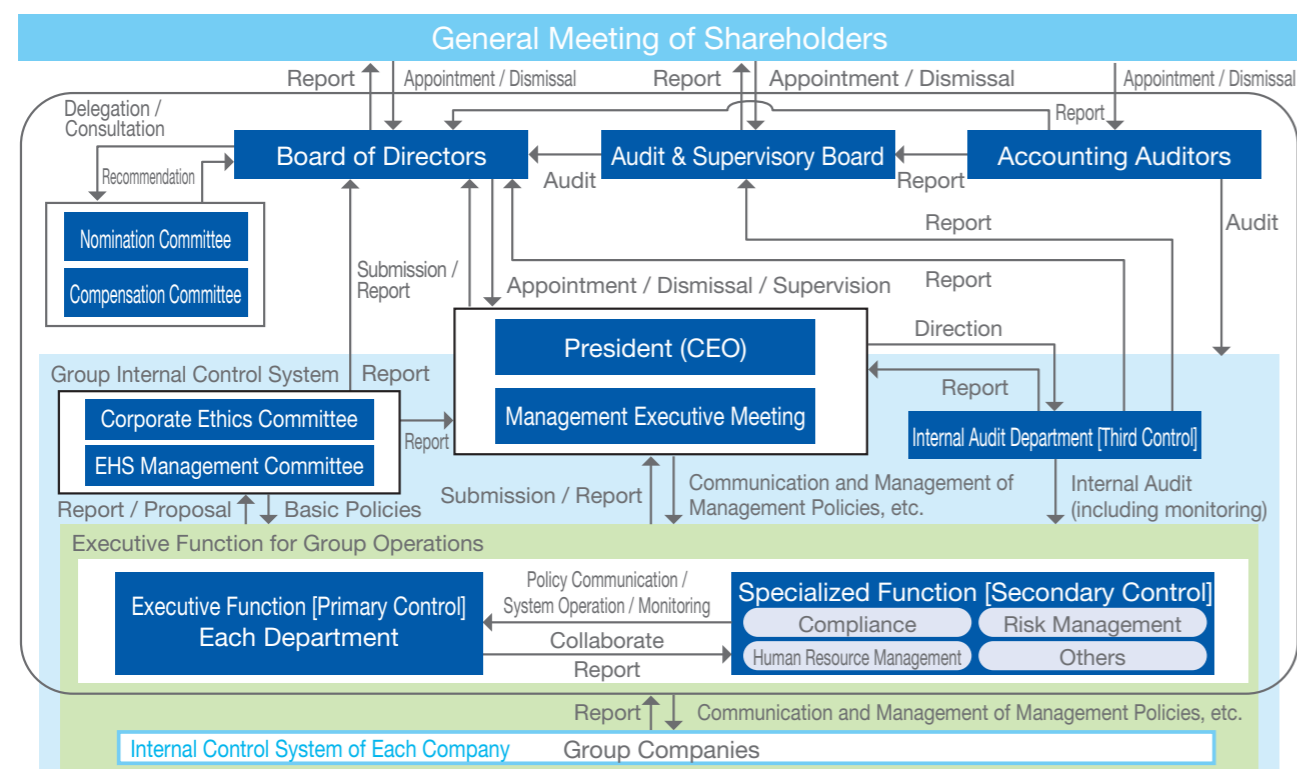 General Meeting of Shareholders
Report
Appointment / Dismissal
Report
Appointment / Dismissal
Appointment / Dismissal
Delegation /
Consultation
Report
Board of Directors
Audit & Supervisory Board
Accounting Auditors
Recommendation
Audit
Report
Nomination Committee
Compensation Committee
Report
Audit
Submission /
Report
Report
Appointment / Dismissal / Supervision
President (CEO)
Management Executive Meeting
Direction
Report
Group Internal Control System
Report
Corporate Ethics Committee
EHS Management Committee
Report
Internal Audit Department [Third Control]
Report / Proposal
Basic Policies
Submission / Report
Communication and Management of
Management Policies, etc.
Internal Audit
(including monitoring)
Executive Function for Group Operations
Executive Function [Primary Control]
Each Department
Policy Communication /
System Operation / Monitoring
Collaborate
Report
Specialized Function [Secondary Control]
Compliance
Risk Management
Human Resource Management
Others
Report
Communication and Management of Management Policies, etc.
Internal Control System of Each Company
Group Companies